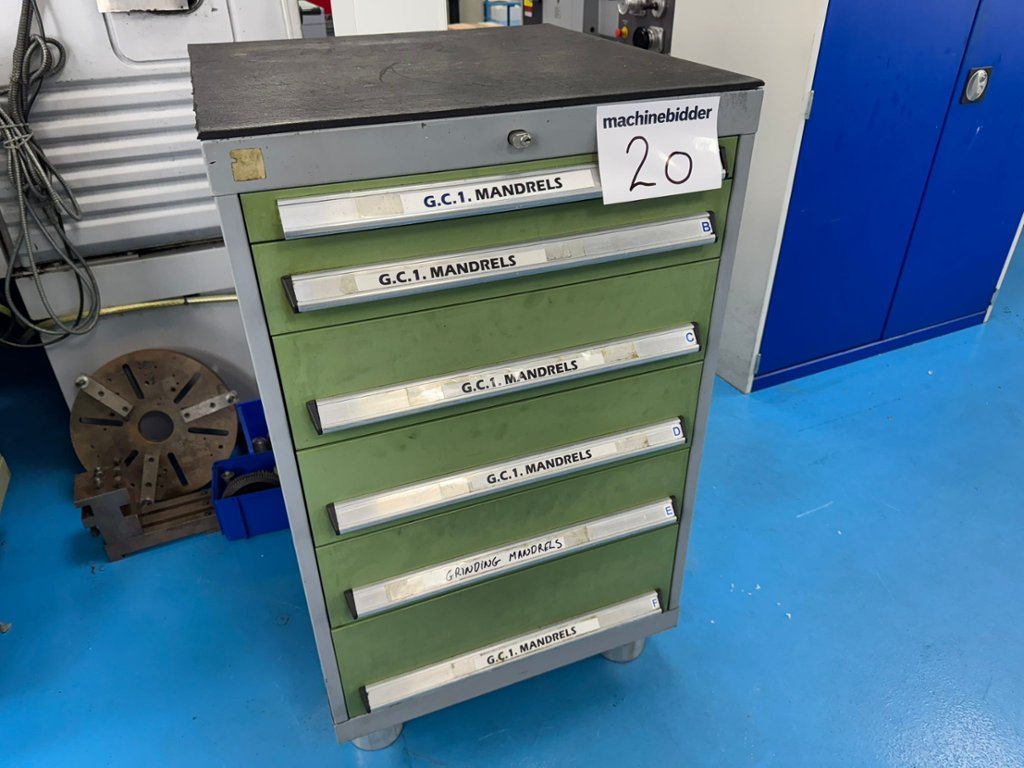 machinebidder
20
G.C.1. MANDRELS
B
G.C.1. MANDRELS
C
G.C.1. MANDRELS
D
G.C.1. MANDRELS
E
GRINDING MANDRELS
F
G.C.1. MANDRELS